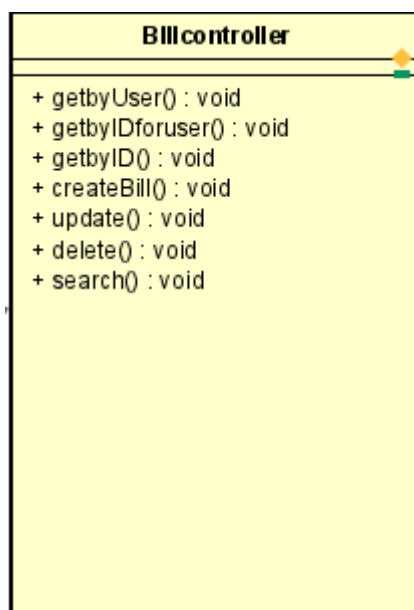 Billcontroller
+ getbyUser() : void
+ getbyIDforuser() : void
+ getbyID() : void
+ createBill() : void
+ update() : void
+ delete() : void
+ search() : void